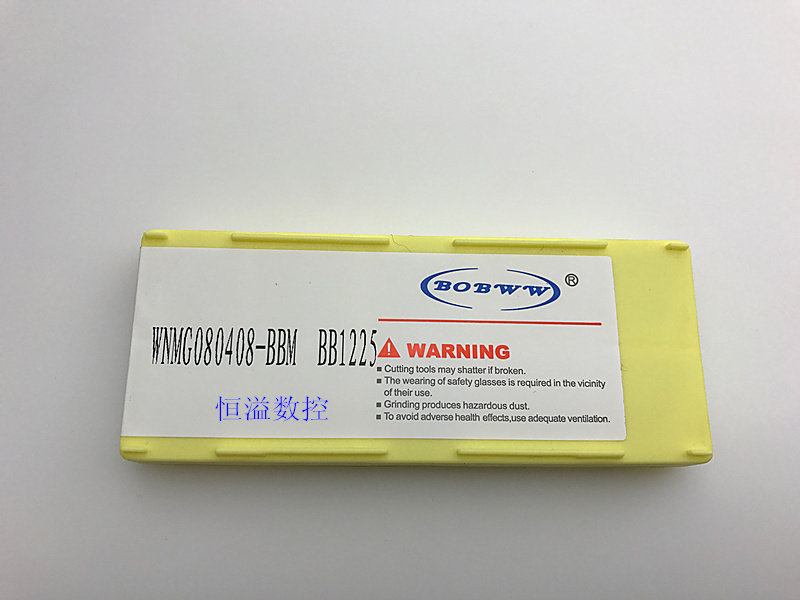 BOBWW®
WNMG080408-BBM BB1225
WARNING
■ Cutting tools may shatter if broken.
■ The wearing of safety glasses is required in the vicinity
of their use.
■ Grinding produces hazardous dust.
■ To avoid adverse health effects,use adequate ventilation.
恒溢数控